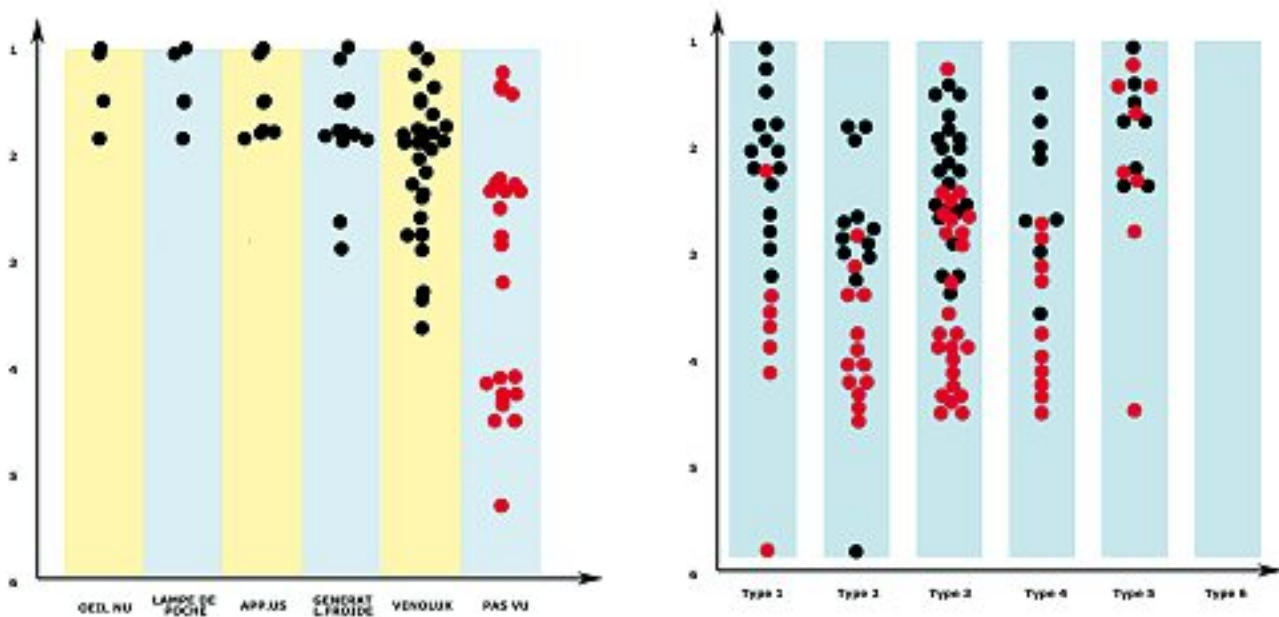 1
2
3
4
5
6
OEIL NU
LAMPE DE
POCHE
APP.US
GENERAT
L.FROIDE
VENOLUX
PAS VU
1
2
3
4
5
6
Type 1
Type 2
Type 3
Type 4
Type 5
Type 6